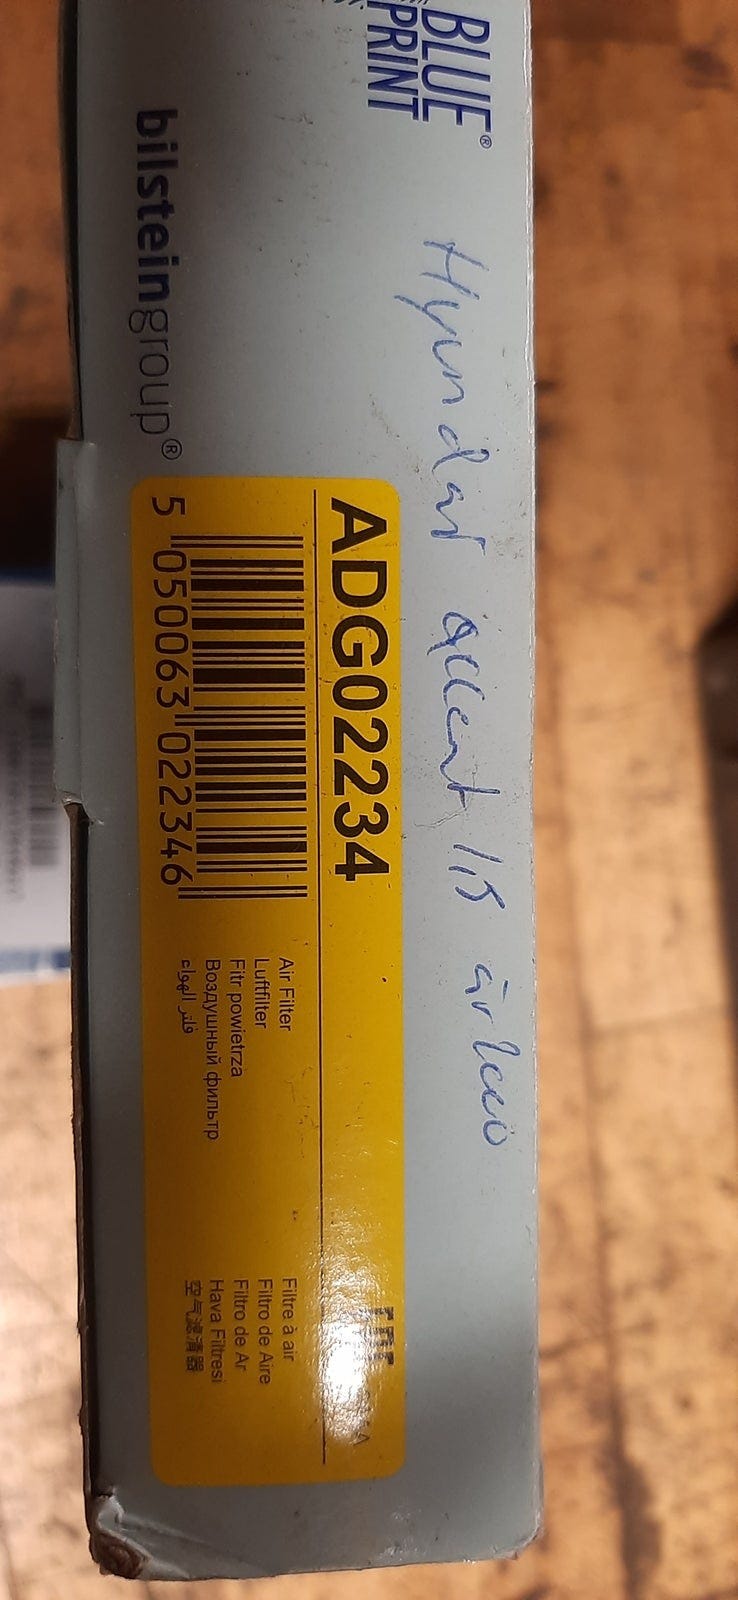 BLUE
PRINT®
Hyundai accent 1,5 år 2000
bilsteingroup®
ADG02234
5 050063 022346
Air Filter
Luftfilter
Fitr powietrza
Воздушный фильтр
فلتر الهواء
Filtre à air
Filtro de Aire
Filtro de Ar
Hava Filtresi
空气滤清器